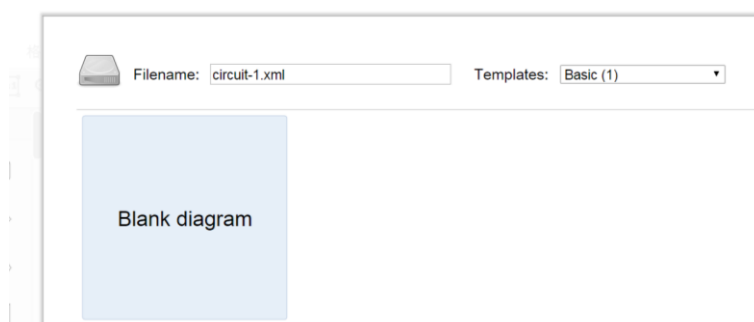 Filename: circuit-1.xml Templates: Basic (1)
Blank diagram